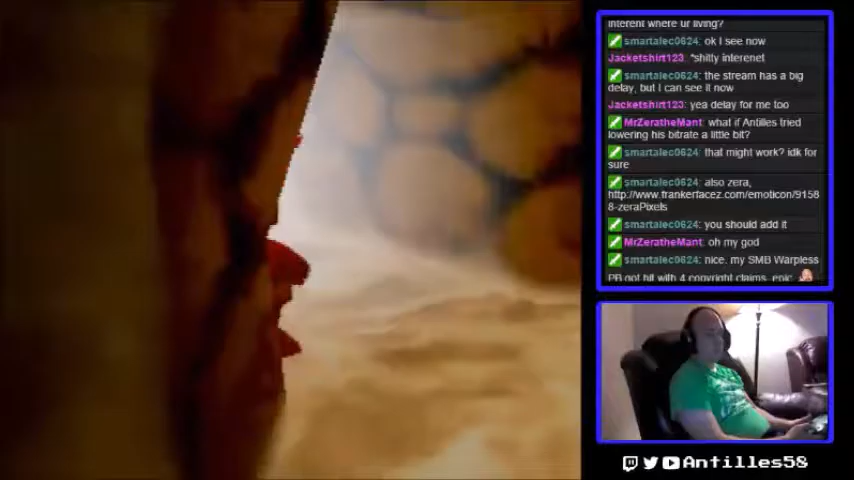 interent where ur living?
smartalec0624: ok I see now
Jacketshirt123: *shitty interenet
smartalec0624: the stream has a big
delay, but I can see it now
Jacketshirt123: yea delay for me too
MrZeratheMant: what if Antilles tried
lowering his bitrate a little bit?
smartalec0624: that might work? idk for
sure
smartalec0624: also zera,
http://www.frankerfacez.com/emoticon/9158
8-zeraPixels
smartalec0624: you should add it
MrZeratheMant: oh my god
smartalec0624: nice. my SMB Warpless
PB got hit with 4 copyright claims. epic
Antilles58